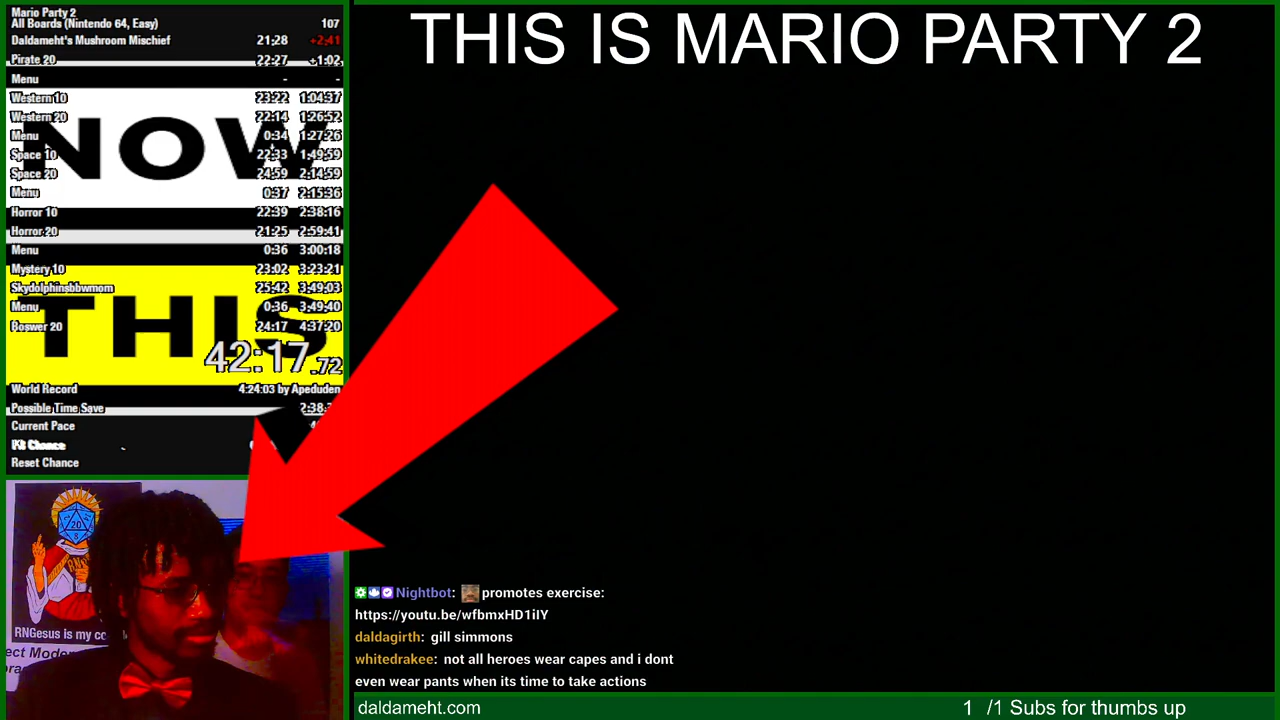 Mario Party 2
All Boards (Nintendo 64, Easy) 107
Daldameht's Mushroom Mischief 21:28 +2:41
Pirate 20 22:27 +1:02
Menu - -
Western 10 23:22 1:04:37
Western 20 22:14 1:26:52
Menu 0:34 1:27:26
Space 10 22:33 1:49:59
Space 20 24:59 2:14:59
Menu 0:37 2:15:36
Horror 10 22:39 2:38:16
Horror 20 21:25 2:59:41
Menu 0:36 3:00:18
Mystery 10 23:02 3:23:21
Skydolphinsbbwmom 25:42 3:49:03
Menu 0:36 3:49:40
Boswer 20 24:17 4:37:20
NOW
THIS
42:17.72
World Record 4:24:03 by Apeduden
Possible Time Save 2:38
Current Pace
Chance
Reset Chance
THIS IS MARIO PARTY 2
20
RNGesus is my co
Nightbot: promotes exercise:
https://youtu.be/wfbmxHD1iIY
daldagirth: gill simmons
whitedrakee: not all heroes wear capes and i dont
even wear pants when its time to take actions
daldameht.com 1 /1 Subs for thumbs up